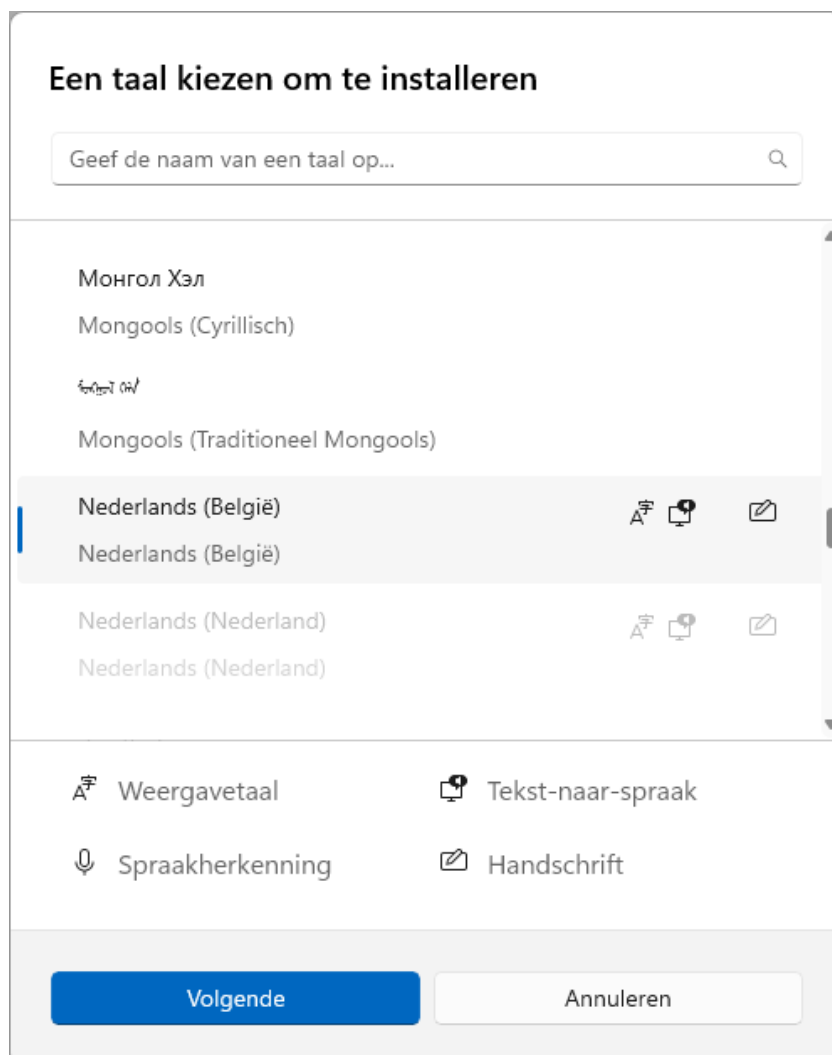 Een taal kiezen om te installeren
Geef de naam van een taal op...
Монгол Хэл
Mongools (Cyrillisch)
Mongools (Traditioneel Mongools)
Nederlands (België)
Nederlands (België)
Nederlands (Nederland)
Nederlands (Nederland)
Weergavetaal
Tekst-naar-spraak
Spraakherkenning
Handschrift
Volgende
Annuleren